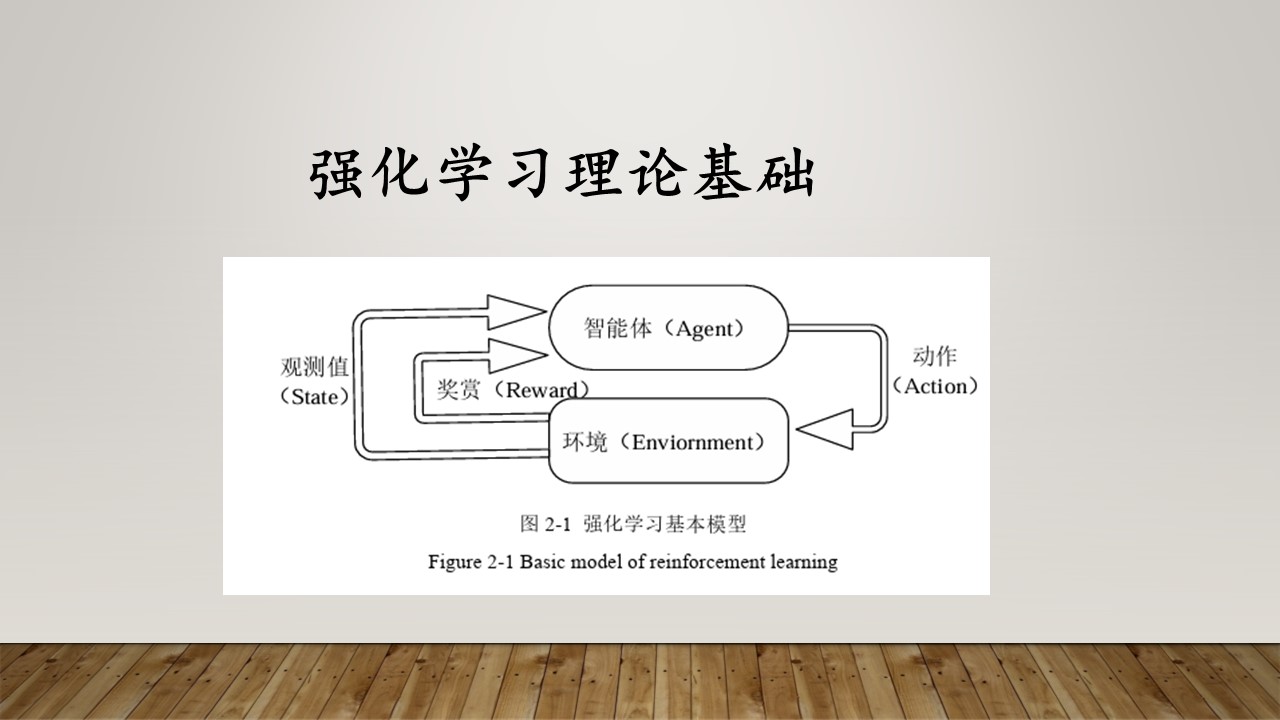 强化学习理论基础
智能体（Agent）
观测值
（State）
动作
（Action）
奖赏（Reward）
环境（Enviornment）
图 2-1 强化学习基本模型
Figure 2-1 Basic model of reinforcement learning